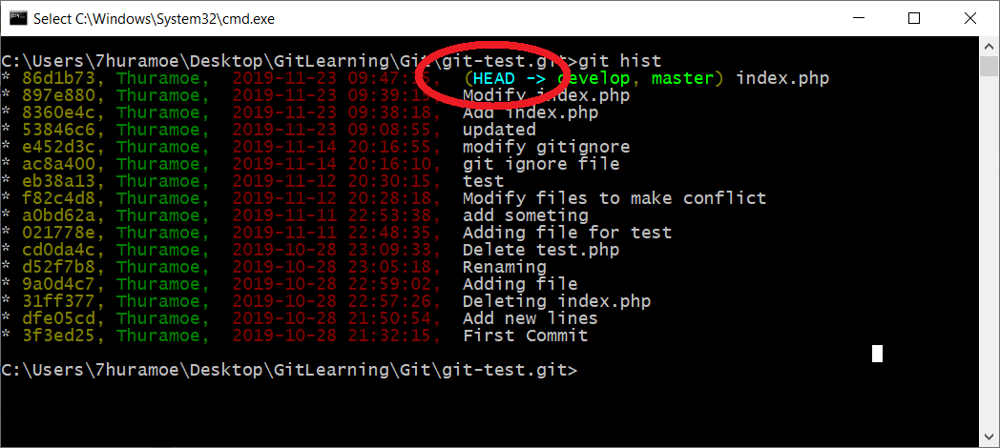 Select C:\Windows\System32\cmd.exe
C:\Users\7huramoe\Desktop\GitLearning\Git\git-test.git>git hist
* 86d1b73, Thuramoe, 2019-11-23 09:47: (HEAD -> develop, master) index.php
* 897e880, Thuramoe, 2019-11-23 09:39:19, Modify index.php
* 8360e4c, Thuramoe, 2019-11-23 09:38:18, Add index.php
* 53846c6, Thuramoe, 2019-11-23 09:08:55, updated
* e452d3c, Thuramoe, 2019-11-14 20:16:55, modify gitignore
* ac8a400, Thuramoe, 2019-11-14 20:16:10, git ignore file
* eb38a13, Thuramoe, 2019-11-12 20:30:15, test
* f82c4d8, Thuramoe, 2019-11-12 20:28:18, Modify files to make conflict
* a0bd62a, Thuramoe, 2019-11-11 22:53:38, add someting
* 021778e, Thuramoe, 2019-11-11 22:48:35, Adding file for test
* cd0da4c, Thuramoe, 2019-10-28 23:09:33, Delete test.php
* d52f7b8, Thuramoe, 2019-10-28 23:05:18, Renaming
* 9a0d4c7, Thuramoe, 2019-10-28 22:59:02, Adding file
* 31ff377, Thuramoe, 2019-10-28 22:57:26, Deleting index.php
* dfe05cd, Thuramoe, 2019-10-28 21:50:54, Add new lines
* 3f3ed25, Thuramoe, 2019-10-28 21:32:15, First Commit
C:\Users\7huramoe\Desktop\GitLearning\Git\git-test.git>